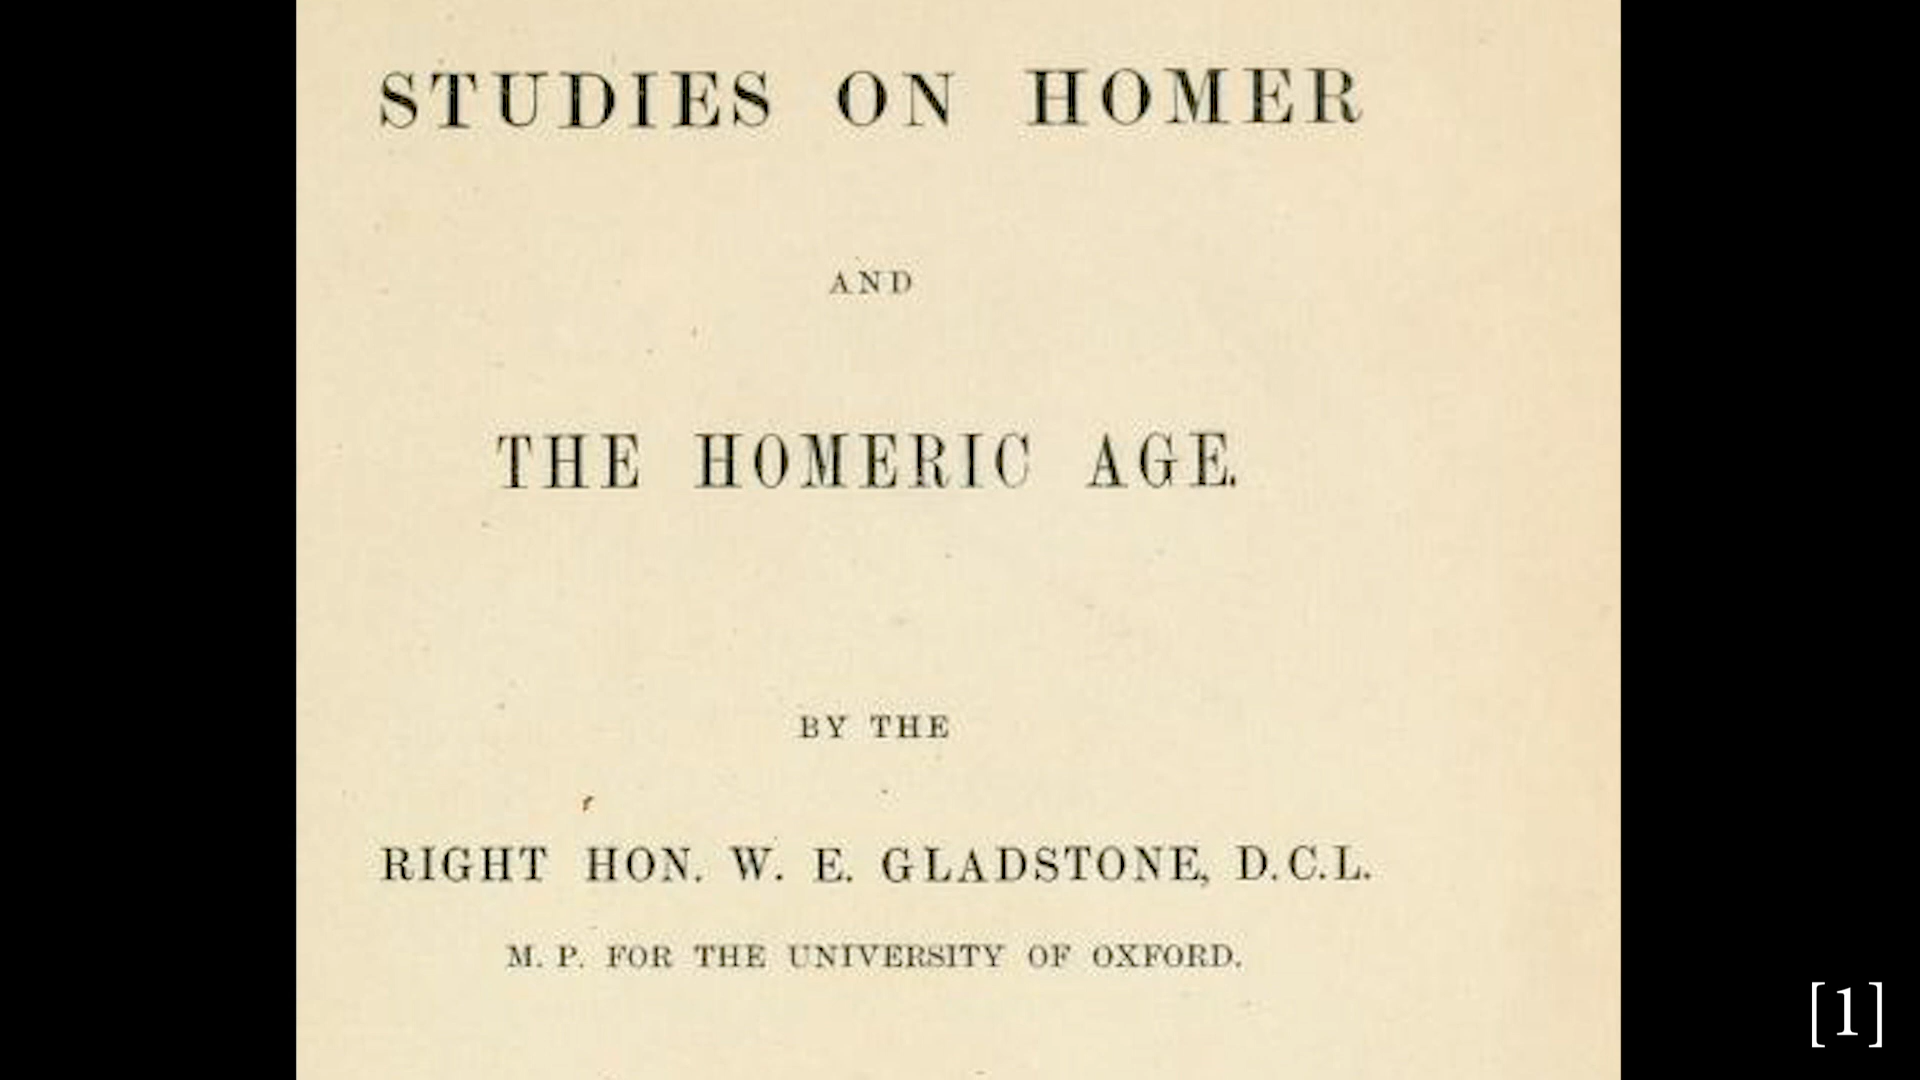 STUDIES ON HOMER
AND
THE HOMERIC AGE.
BY THE
RIGHT HON. W. E. GLADSTONE, D.C.L.
M. P. FOR THE UNIVERSITY OF OXFORD.
[1]